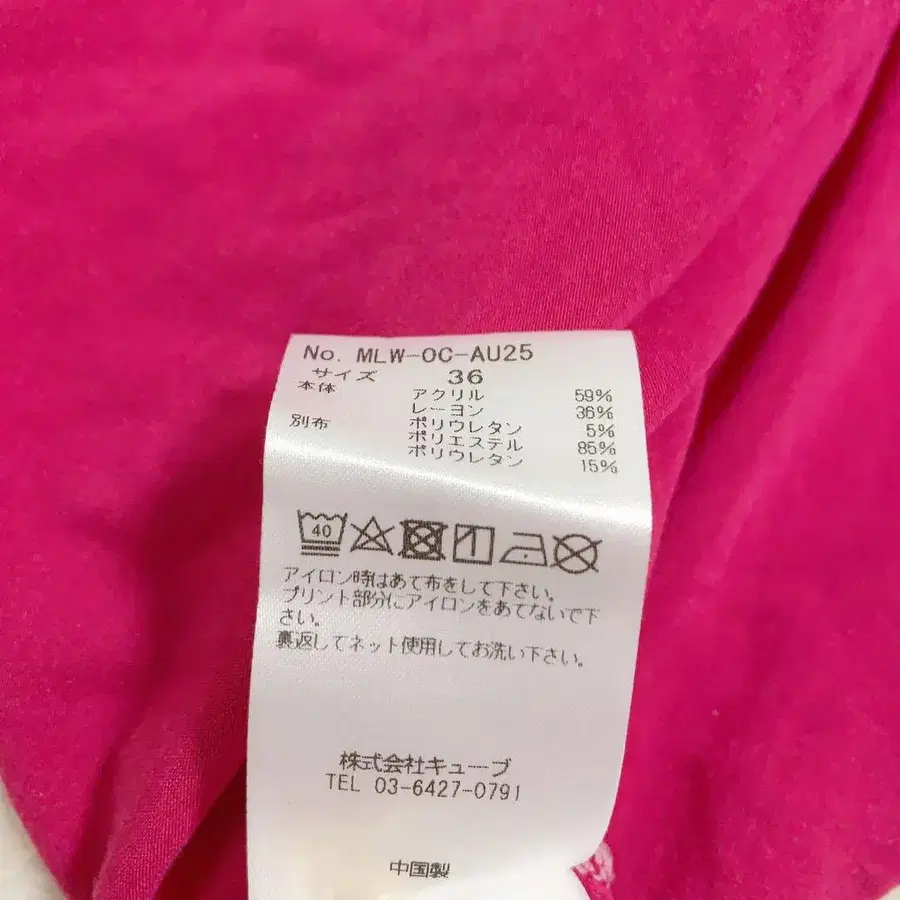 No. MLW-OC-AU25
サイズ 36
本体 アクリル 59%
レーヨン 36%
ポリウレタン 5%
別布 ポリエステル 85%
ポリウレタン 15%
40
アイロン時はあて布をして下さい。
プリント部分にアイロンをあてないで下
さい。
裏返してネット使用してお洗い下さい。
株式会社キューブ
TEL 03-6427-0791
中国製